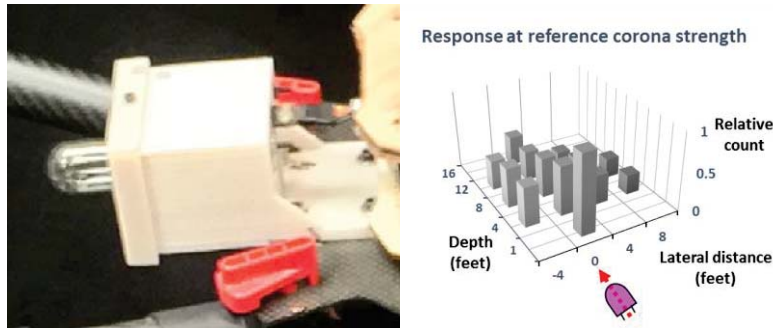 Response at reference corona strength
1
Relative
count
0.5
0
16
12
8
4
1
Depth
(feet)
-4
0
4
8
Lateral distance
(feet)